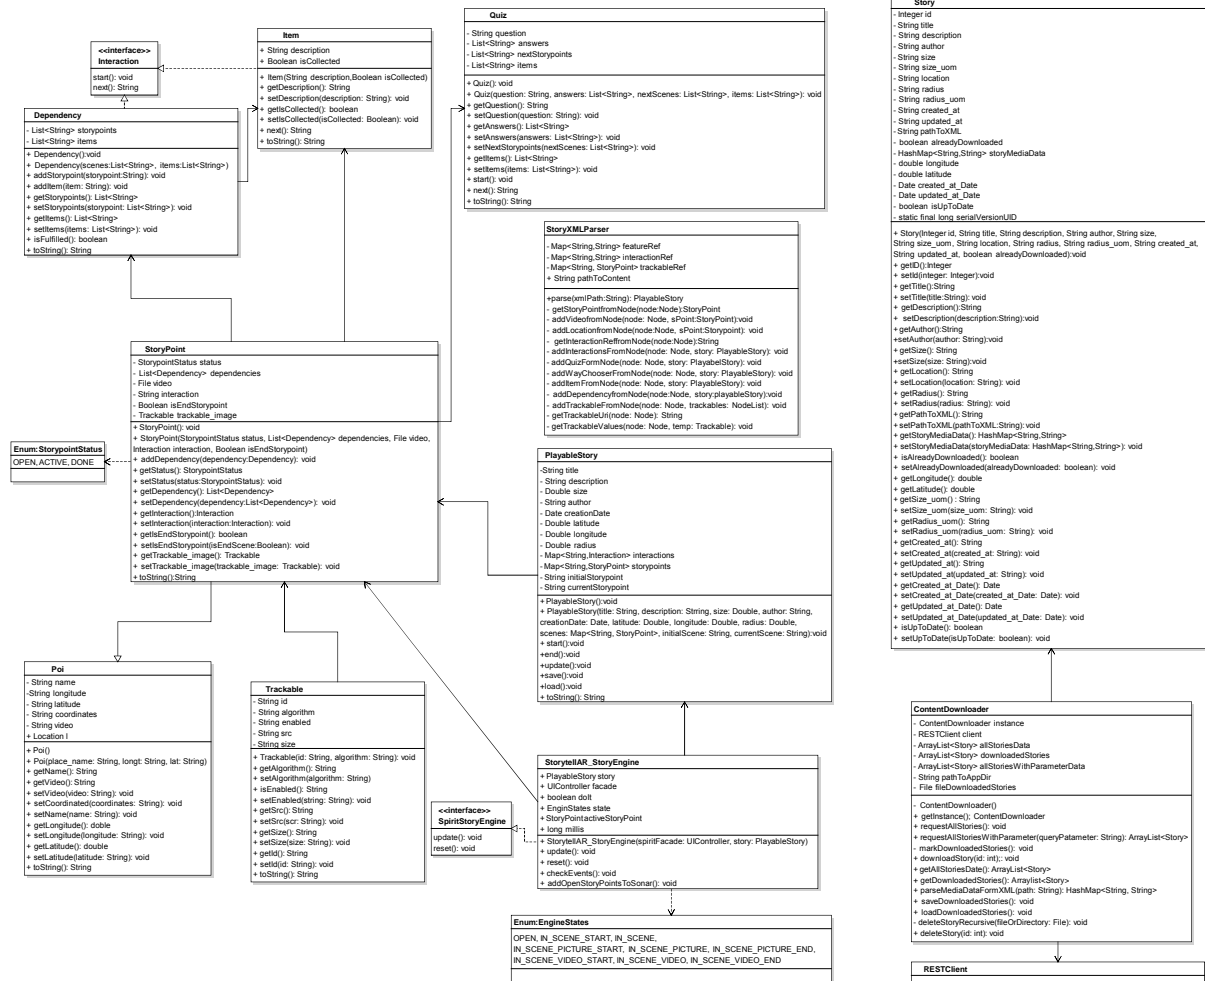 <<interface>>
Interaction
start(): void
next(): String
Item
+ String description
+ Boolean isCollected
+ Item(String description,Boolean isCollected)
+ getDescription(): String
+ setDescription(description: String): void
+ getIsCollected(): boolean
+ setIsCollected(isCollected: Boolean): void
+ next(): String
+ toString(): String
Quiz
- String question
- List<String> answers
- List<String> nextStorypoints
- List<String> items
+ Quiz(): void
+ Quiz(question: String, answers: List<String>, nextScenes: List<String>, items: List<String>): void
+ getQuestion(): String
+ setQuestion(question: String): void
+ getAnswers(): List<String>
+ setAnswers(answers: List<String>): void
+ setNextStorypoints(nextScenes: List<String>): void
+ getItems(): List<String>
+ setItems(items: List<String>): void
+ start(): void
+ next(): String
+ toString(): String
Dependency
- List<String> storypoints
- List<String> items
+ Dependency():void
+ Dependency(scenes:List<String>, items:List<String>)
+ addStorypoint(storypoint:String): void
+ addItem(item: String): void
+ getStorypoints(): List<String>
+ setStorypoints(storypoint: List<String>): void
+ getItems(): List<String>
+ setItems(items: List<String>): void
+ isFulfilled(): boolean
+ toString(): String
StoryXMLParser
- Map<String,String> featureRef
- Map<String,String> interactionRef
- Map<String, StoryPoint> trackableRef
+ String pathToContent
+parse(xmlPath:String): PlayableStory
- getStoryPointfromNode(node:Node):StoryPoint
- addVideofromNode(node: Node, sPoint:StoryPoint):void
- addLocationfromNode(node:Node, sPoint:Storypoint): void
- getInteractionReffromNode(node:Node):String
- addInteractionsFromNode(node: Node, story: PlayableStory): void
- addQuizFormNode(node: Node, story: PlayabelStory): void
- addWayChooserFromNode(node: Node, story: PlayableStory): void
- addItemFromNode(node: Node, story: PlayableStory): void
- addDependencyfromNode(node: Node, story:playableStory):void
- addTrackableFromNode(node: Node, trackables: NodeList): void
- getTrackableUri(node: Node): String
- getTrackableValues(node: Node, temp: Trackable): void
StoryPoint
- StorypointStatus status
- List<Dependency> dependencies
- File video
- String interaction
- Boolean isEndStorypoint
- Trackable trackable_image
+ StoryPoint(): void
+ StoryPoint(StorypointStatus status, List<Dependency> dependencies, File video,
Interaction interaction, Boolean isEndStorypoint)
+ addDependency(dependency:Dependency): void
+ getStatus(): StorypointStatus
+ setStatus(status:StorypointStatus): void
+ getDependency(): List<Dependency>
+ setDependency(dependency:List<Dependency>): void
+ getInteraction():Interaction
+ setInteraction(interaction:Interaction): void
+ getIsEndStorypoint(): boolean
+ setIsEndStorypoint(isEndScene:Boolean): void
+ getTrackable_image(): Trackable
+ setTrackable_image(trackable_image: Trackable): void
+ toString():String
Enum:StorypointStatus
OPEN, ACTIVE, DONE
PlayableStory
-String title
- String description
- Double size
- String author
- Date creationDate
- Double latitude
- Double longitude
- Double radius
- Map<String,Interaction> interactions
- Map<String,StoryPoint> storypoints
- String initialStorypoint
- String currentStorypoint
+ PlayableStory():void
+ PlayableStory(title: String, description: Strring, size: Double, author: String,
creationDate: Date, latitude: Double, longitude: Double, radius: Double,
scenes: Map<String, StoryPoint>, initialScene: String, currentScene: String):void
+ start():void
+end():void
+update():void
+save():void
+load():void
+ toString(): String
Poi
- String name
-String longitude
- String latitude
- String coordinates
- String video
+ Location l
+ Poi()
+ Poi(place_name: String, longt: String, lat: String)
+ getName(): String
+ getVideo(): String
+ setVideo(video: String): void
+ setCoordinated(coordinates: String): void
+ setName(name: String): void
+ getLongitude(): doble
+ setLongitude(longitude: String): void
+ getLatitude(): double
+ setLatitude(latitude: String): void
+ toString(): String
Trackable
- String id
- String algorithm
- String enabled
- String src
- String size
+ Trackable(id: String, algorithm: String): void
+ getAlgorithm(): String
+ setAlgorithm(algorithm: String)
+ isEnabled(): String
+ setEnabled(string: String): void
+ getSrc(): String
+ setSrc(scr: String): void
+ getSize(): String
+ setSize(size: String): void
+ getId(): String
+ setId(id: String): void
+ toString(): String
<<interface>>
SpiritStoryEngine
update(): void
reset(): void
StorytellAR_StoryEngine
+ PlayableStory story
+ UIController facade
+ boolean doIt
+ EnginStates state
+ StoryPointactiveStoryPoint
+ long millis
+ StorytellAR_StoryEngine(spiritFacade: UIController, story: PlayableStory)
+ update(): void
+ reset(): void
+ checkEvents(): void
+ addOpenStoryPointsToSonar(): void
Enum:EngineStates
OPEN, IN_SCENE_START, IN_SCENE,
IN_SCENE_PICTURE_START, IN_SCENE_PICTURE, IN_SCENE_PICTURE_END,
IN_SCENE_VIDEO_START, IN_SCENE_VIDEO, IN_SCENE_VIDEO_END
Story
- Integer id
- String title
- String description
- String author
- String size
- String size_uom
- String location
- String radius
- String radius_uom
- String created_at
- String updated_at
- String pathToXML
- boolean alreadyDownloaded
- HashMap<String,String> storyMediaData
- double longitude
- double latitude
- Date created_at_Date
- Date updated_at_Date
- boolean isUpToDate
- static final long serialVersionUID
+ Story(Integer id, String title, String description, String author, String size,
String size_uom, String location, String radius, String radius_uom, String created_at,
String updated_at, boolean alreadyDownloaded):void
+ getID():Integer
+ setId(integer: Integer):void
+ getTitle():String
+ setTitle(title:String): void
+ getDescription():String
+ setDescription(description:String):void
+getAuthor():String
+setAuthor(author: String):void
+ getSize(): String
+setSize(size: String):void
+ getLocation(): String
+ setLocation(location: String): void
+ getRadius(): String
+ setRadius(radius: String): void
+ getPathToXML(): String
+ setPathToXML(pathToXML:String): void
+ getStoryMediaData(): HashMap<String,String>
+ setStoryMediaData(storyMediaData: HashMap<String,String>): void
+ isAlreadyDownloaded(): boolean
+ setAlreadyDownloaded(alreadyDownloaded: boolean): void
+ getLongitude(): double
+ getLatitude(): double
+ getSize_uom() : String
+ setSize_uom(size_uom: String): void
+ getRadius_uom(): String
+ setRadius_uom(radius_uom: String): void
+ getCreated_at(): String
+ setCreated_at(created_at: String): void
+ getUpdated_at(): String
+ setUpdated_at(updated_at: String): void
+ getCreated_at_Date(): Date
+ setCreated_at_Date(created_at_Date: Date): void
+ getUpdated_at_Date(): Date
+ setUpdated_at_Date(updated_at_Date: Date): void
+ isUpToDate(): boolean
+ setUpToDate(isUpToDate: boolean): void
ContentDownloader
- ContentDownloader instance
- RESTClient client
- ArrayList<Story> allStoriesData
- ArrayList<Story> downloadedStories
- ArrayList<Story> allStoriesWithParameterData
- String pathToAppDir
- File fileDownloadedStories
- ContentDownloader()
+ getInstance(): ContentDownloader
+ requestAllStories(): void
+ requestAllStoriesWithParameter(queryPatameter: String): ArrayList<Story>
- markDownloadedStories(): void
+ downloadStory(id: int);: void
+ getAllStoriesDate(): ArrayList<Story>
+ getDownloadedStories(): Arraylist<Story>
+ parseMediaDataFormXML(path: String): HashMap<String, String>
- saveDownloadedStories(): void
+ loadDownloadedStories(): void
- deleteStoryRecursive(fileOrDirectory: File): void
+ deleteStory(id: int): void
RESTClient